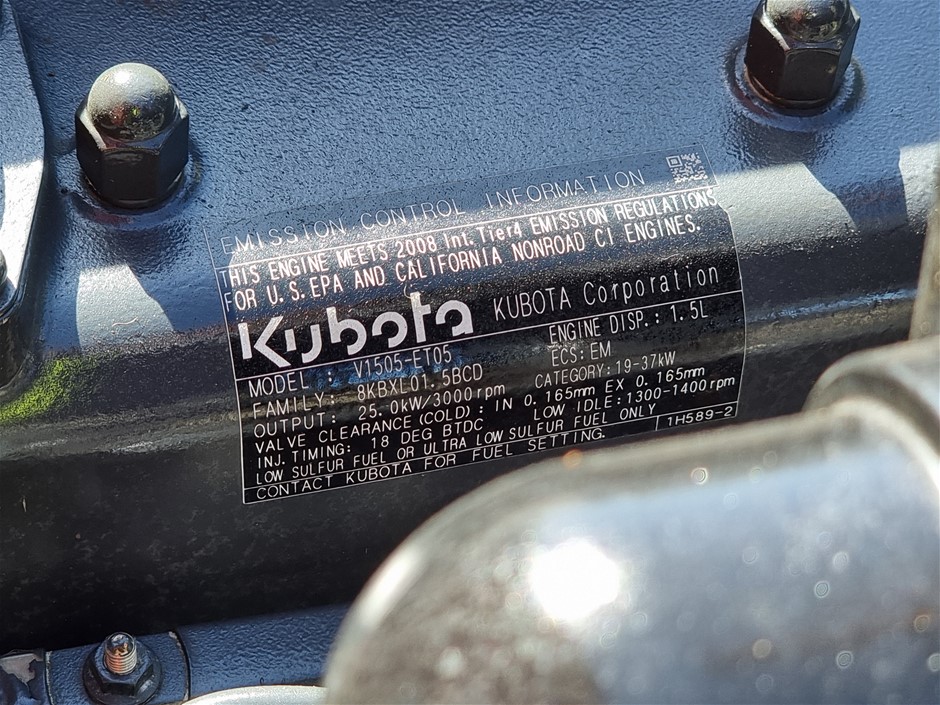 EMISSION CONTROL INFORMATION
THIS ENGINE MEETS 2008 Int. Tier4 EMISSION REGULATIONS
FOR U.S.EPA AND CALIFORNIA NONROAD CI ENGINES.
Kubota KUBOTA Corporation
MODEL : V1505-ET05 ENGINE DISP.: 1.5L
FAMILY: 8KBXL01.5BCD ECS: EM
OUTPUT: 25.0kW/3000rpm CATEGORY: 19-37kW
VALVE CLEARANCE(COLD): IN 0.165mm EX 0.165mm
INJ. TIMING: 18 DEG BTDC LOW IDLE: 1300-1400rpm
LOW SULFUR FUEL OR ULTRA LOW SULFUR FUEL ONLY
CONTACT KUBOTA FOR FUEL SETTING. 1H589-2